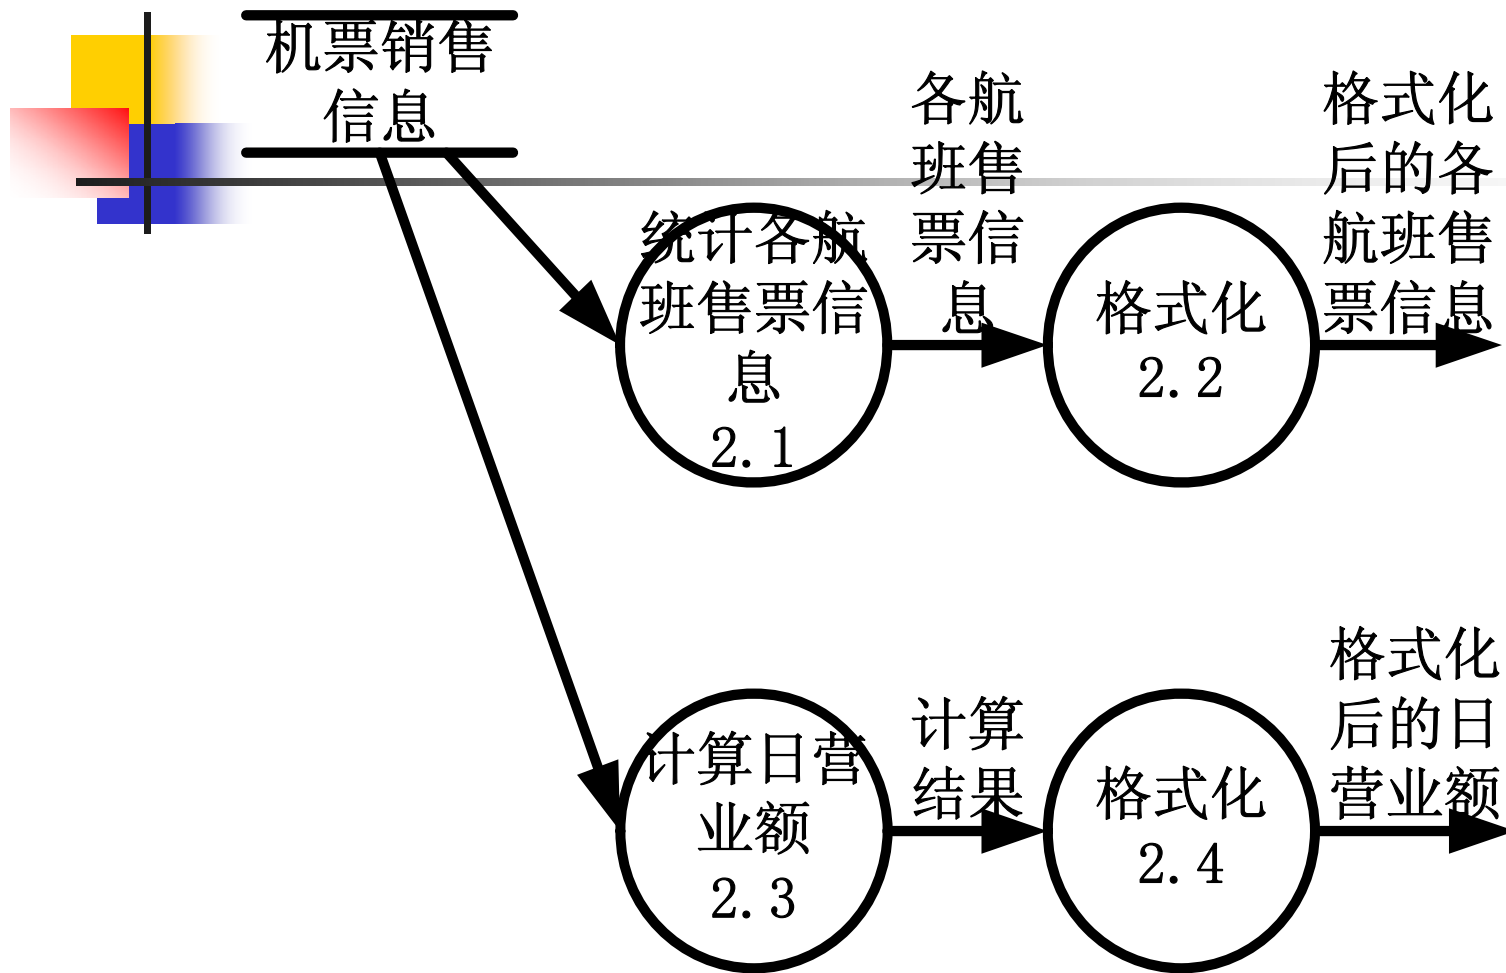 机票销售
信息
各航
班售
票信
息
格式化
后的各
航班售
票信息
统计各航
班售票信
息
2.1
格式化
2.2
计算日营
业额
2.3
计算
结果
格式化
2.4
格式化
后的日
营业额